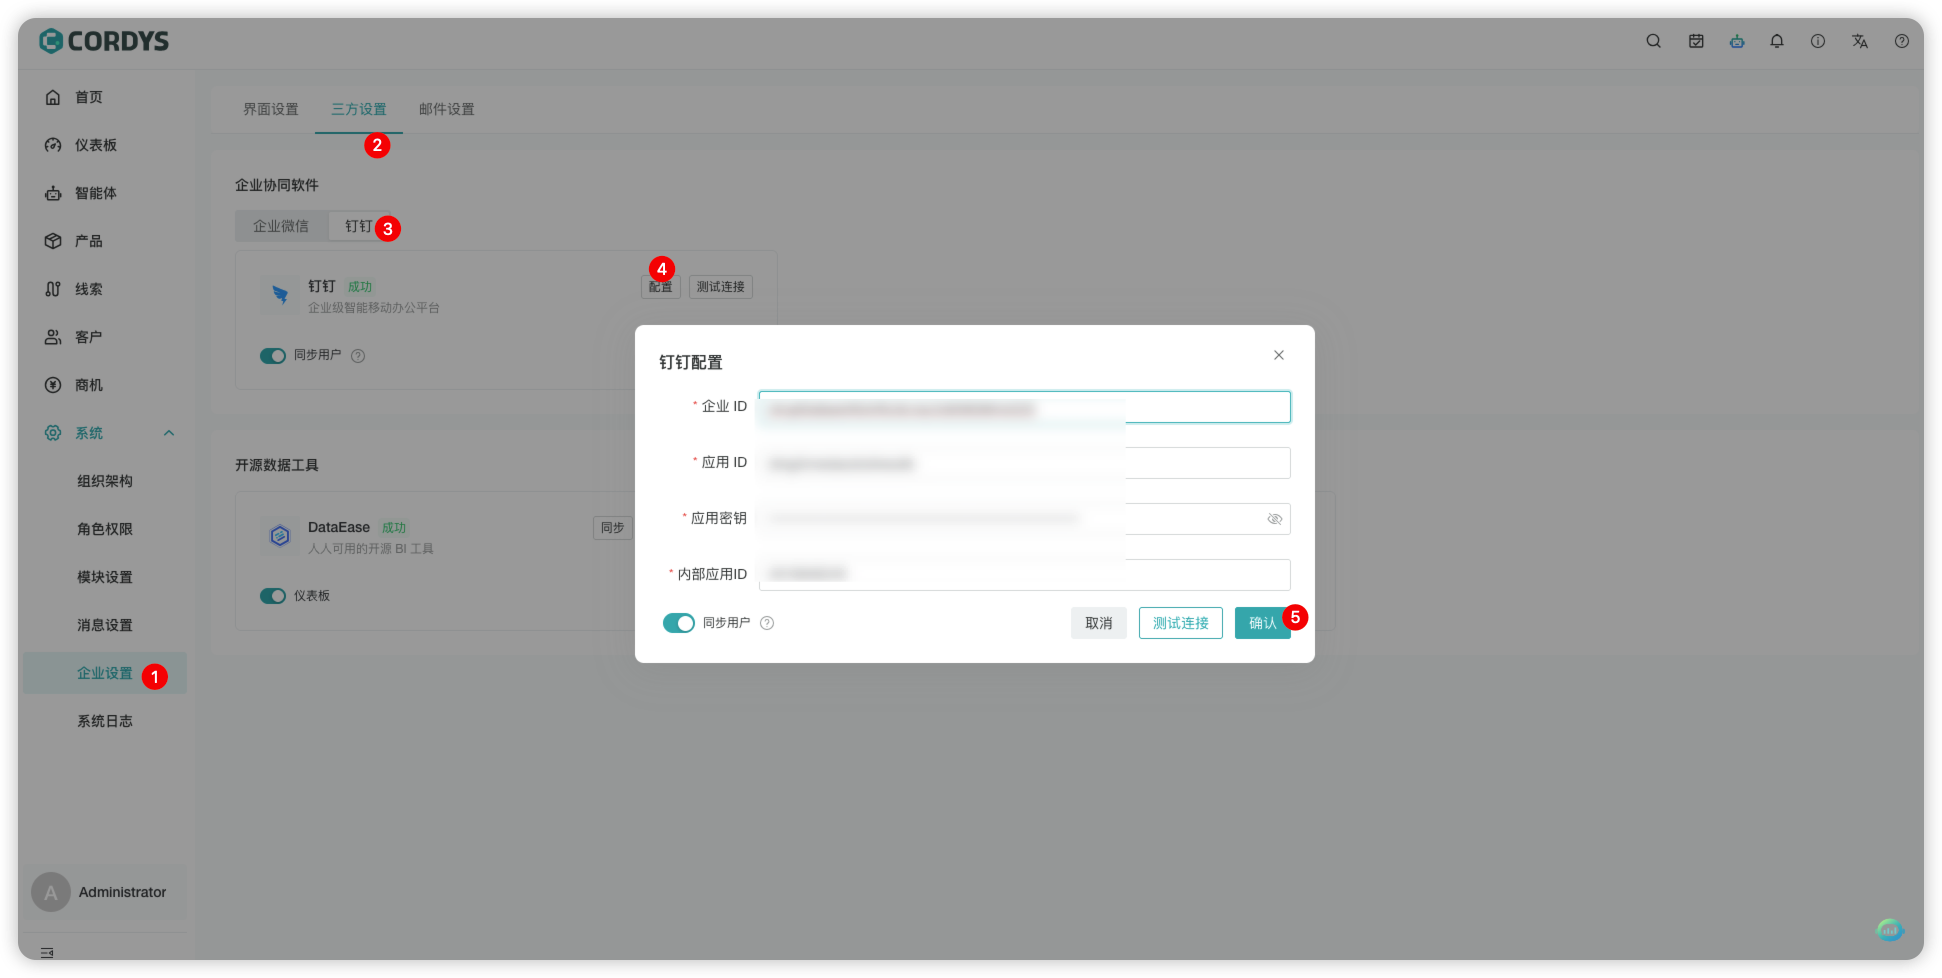 CORDYS
首页
仪表板
智能体
产品
线索
客户
商机
系统
组织架构
角色权限
模块设置
消息设置
企业设置 1
系统日志
A Administrator
界面设置 三方设置 邮件设置
2
企业协同软件
企业微信 钉钉 3
4
钉钉 成功 配置 测试连接
企业级智能移动办公平台
同步用户
开源数据工具
DataEase 成功 同步
人人可用的开源 BI 工具
仪表板
钉钉配置
* 企业 ID
* 应用 ID
* 应用密钥
* 内部应用ID
同步用户 取消 测试连接 确认 5